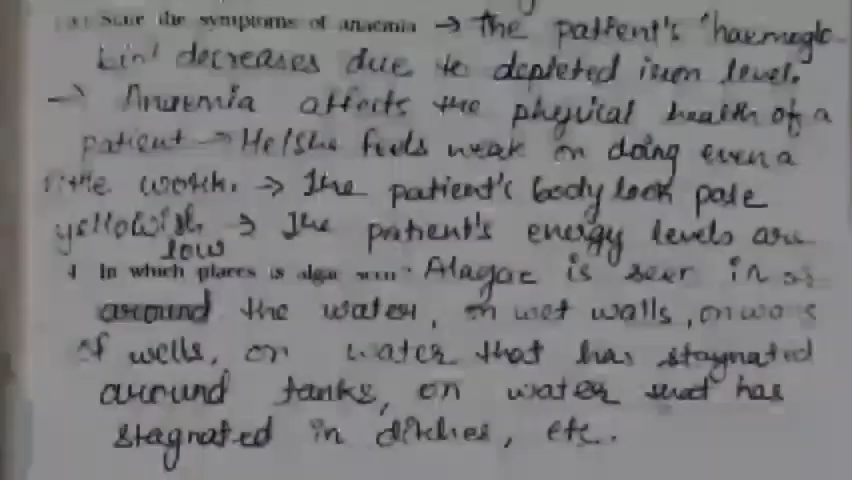 State the symptoms of anaemia → The patient's 'haemoglo-
bin' decreases due to depleted iron level.
→ Anaemia affects the physical health of a
patient → He/She feels weak on doing even a
little work. → The patient's body look pale
yellowish → The patient's energy levels are
low
In which places is algae seen. Alagae is seen in or
around the water, on wet walls, on
of wells, on water that has stagnated
around tanks, on water that has
stagnated in ditches, etc.